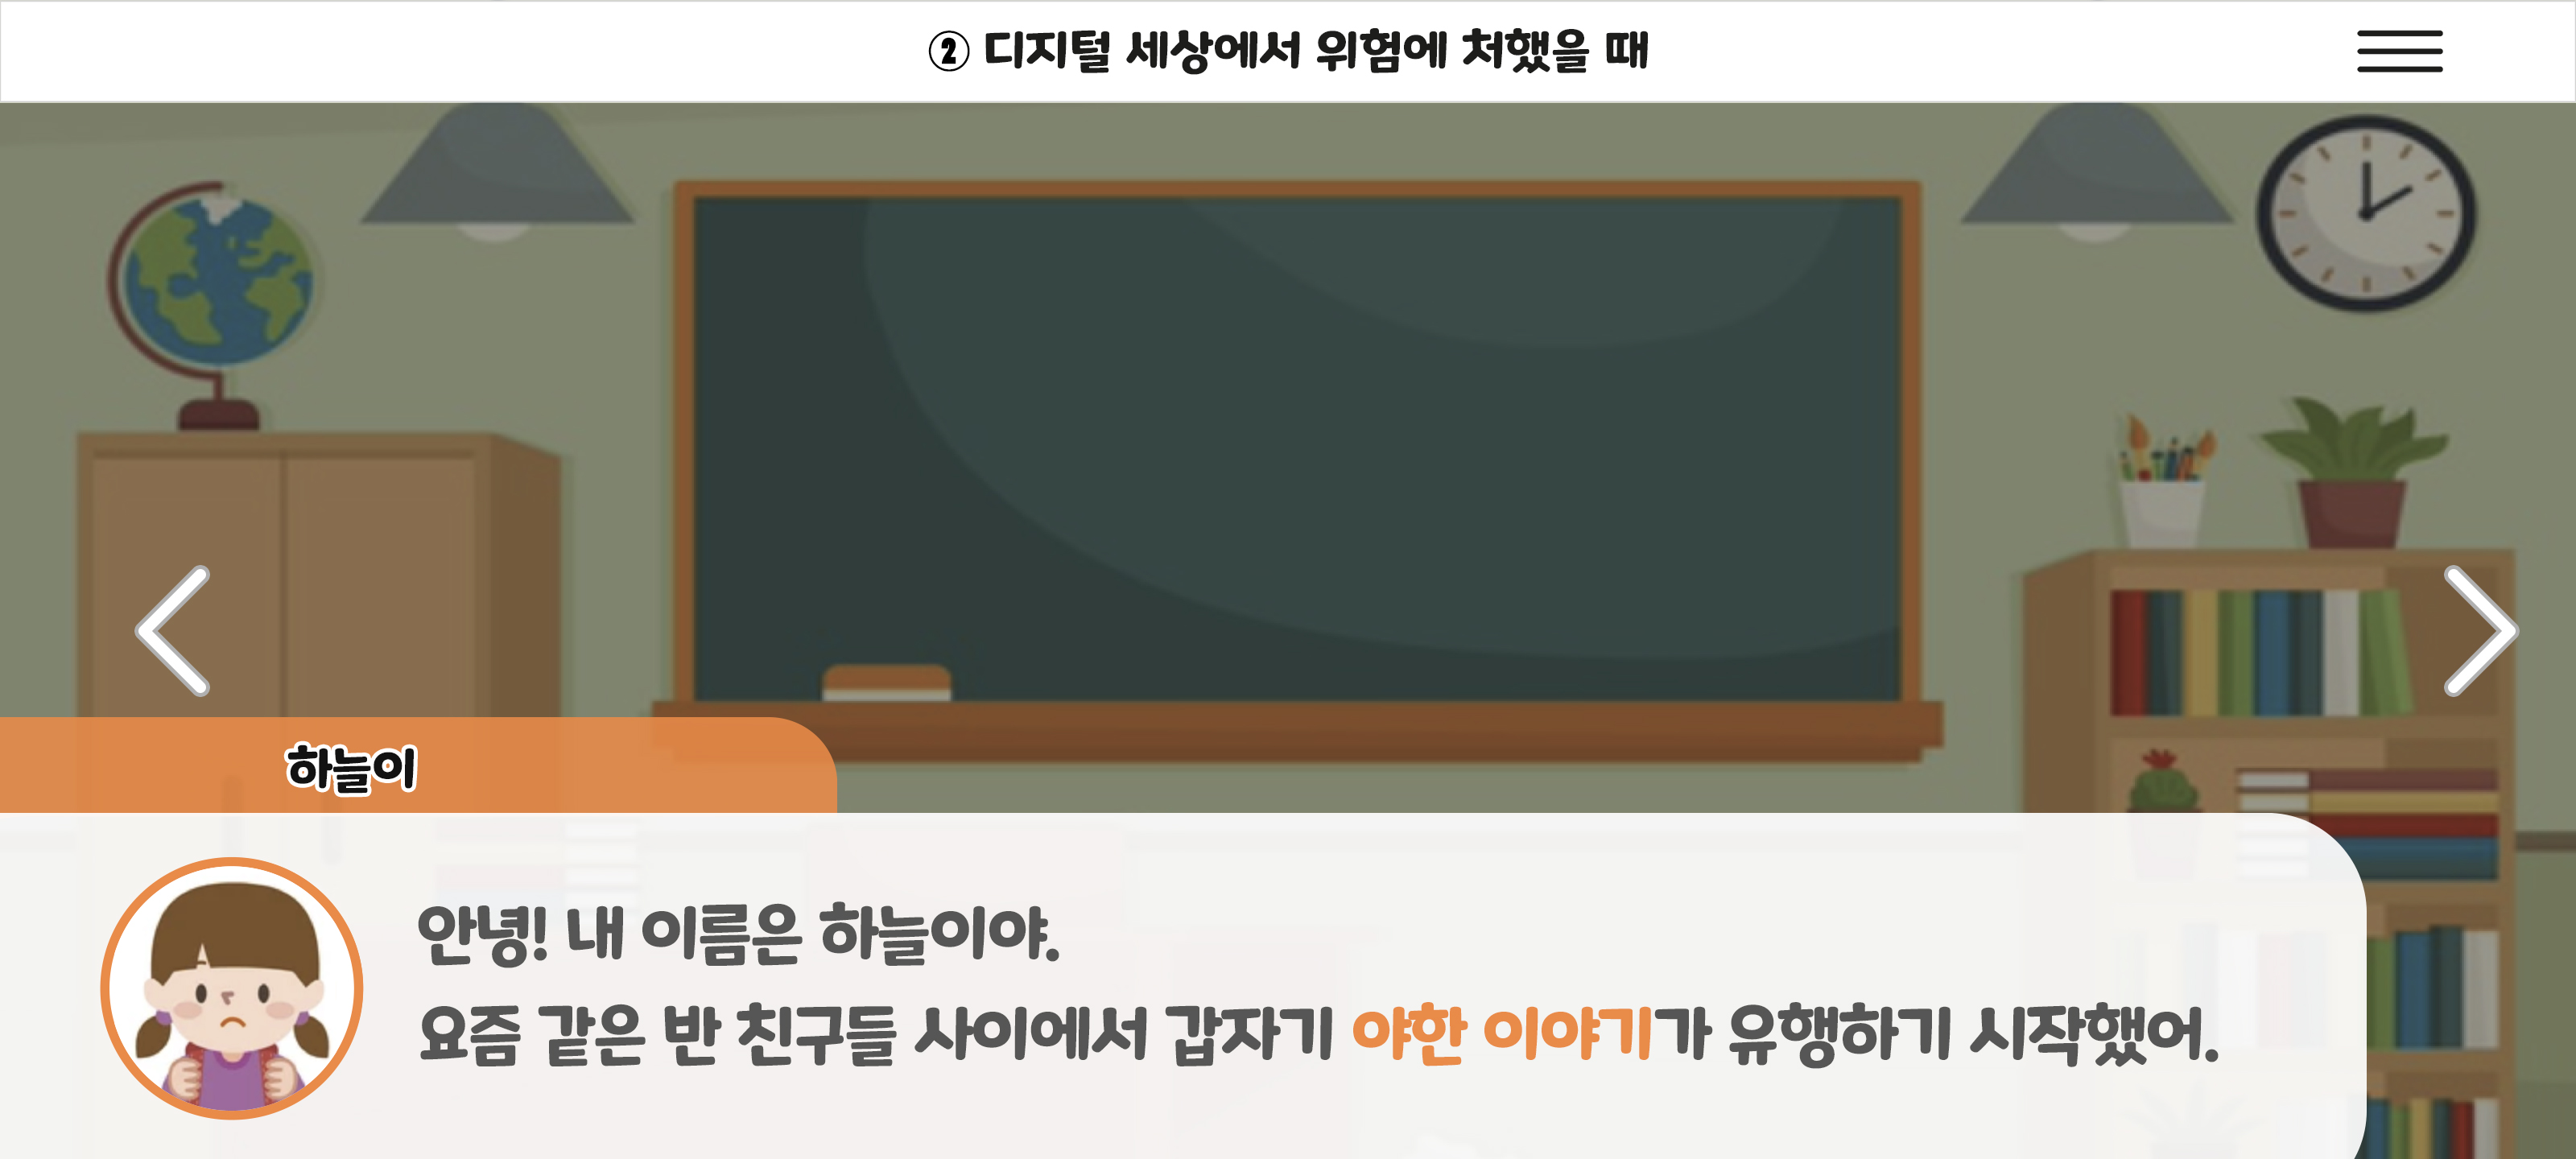 ② 디지털 세상에서 위험에 처했을 때
하늘이
안녕! 내 이름은 하늘이야.
요즘 같은 반 친구들 사이에서 갑자기 야한 이야기가 유행하기 시작했어.